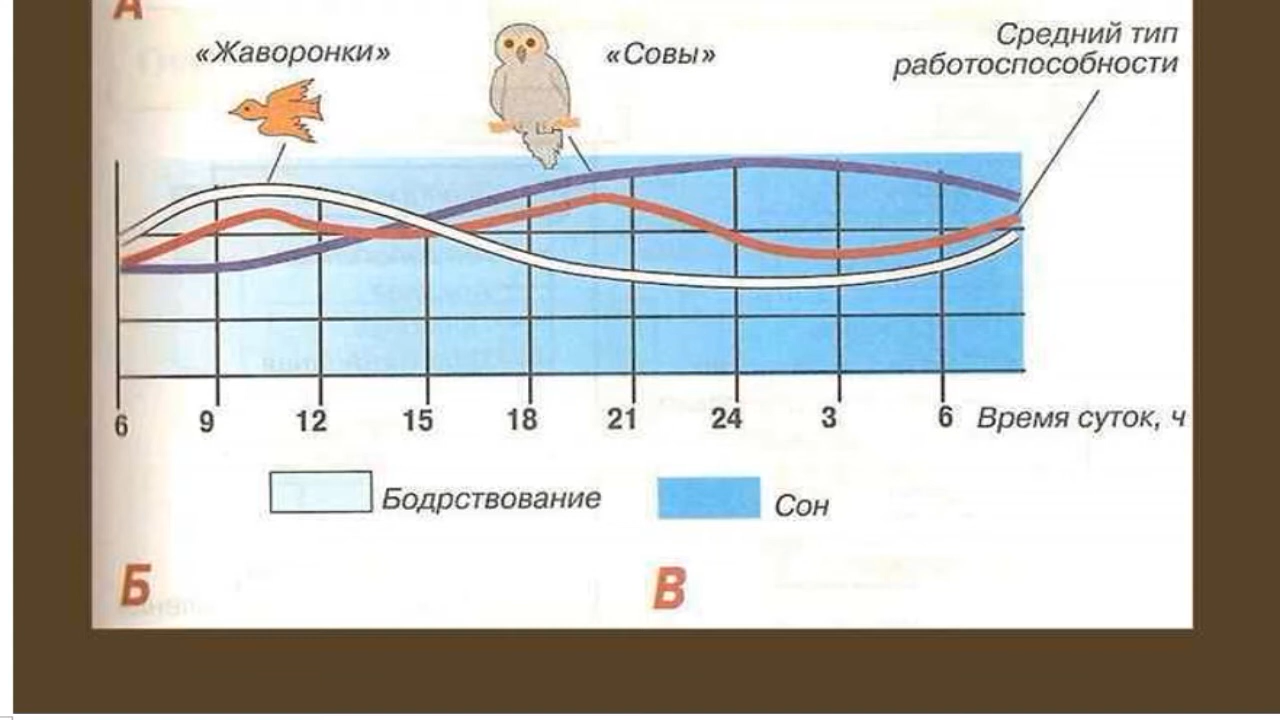 А
«Жаворонки»
«Совы»
Средний тип
работоспособности
6 9 12 15 18 21 24 3 6 Время суток, ч
Бодрствование
Сон
Б
В